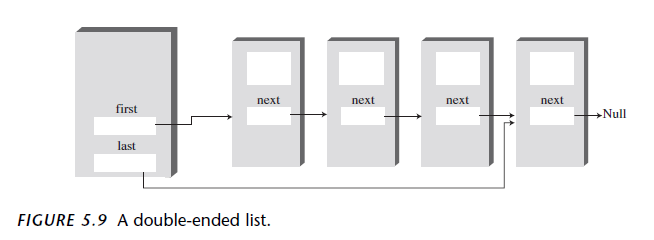 first
last
next
next
next
next
Null
FIGURE 5.9 A double-ended list.